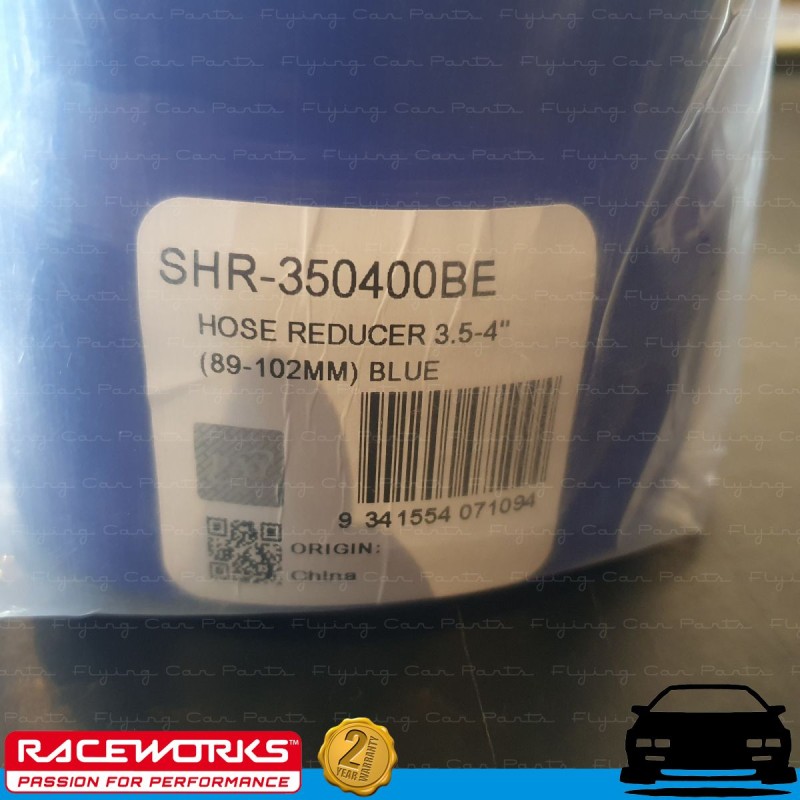 SHR-350400BE
HOSE REDUCER 3.5-4"
(89-102MM) BLUE
9 341554 071094
ORIGIN:
China
Flying Car Parts
RACEWORKS™
PASSION FOR PERFORMANCE
2
YEAR WARRANTY